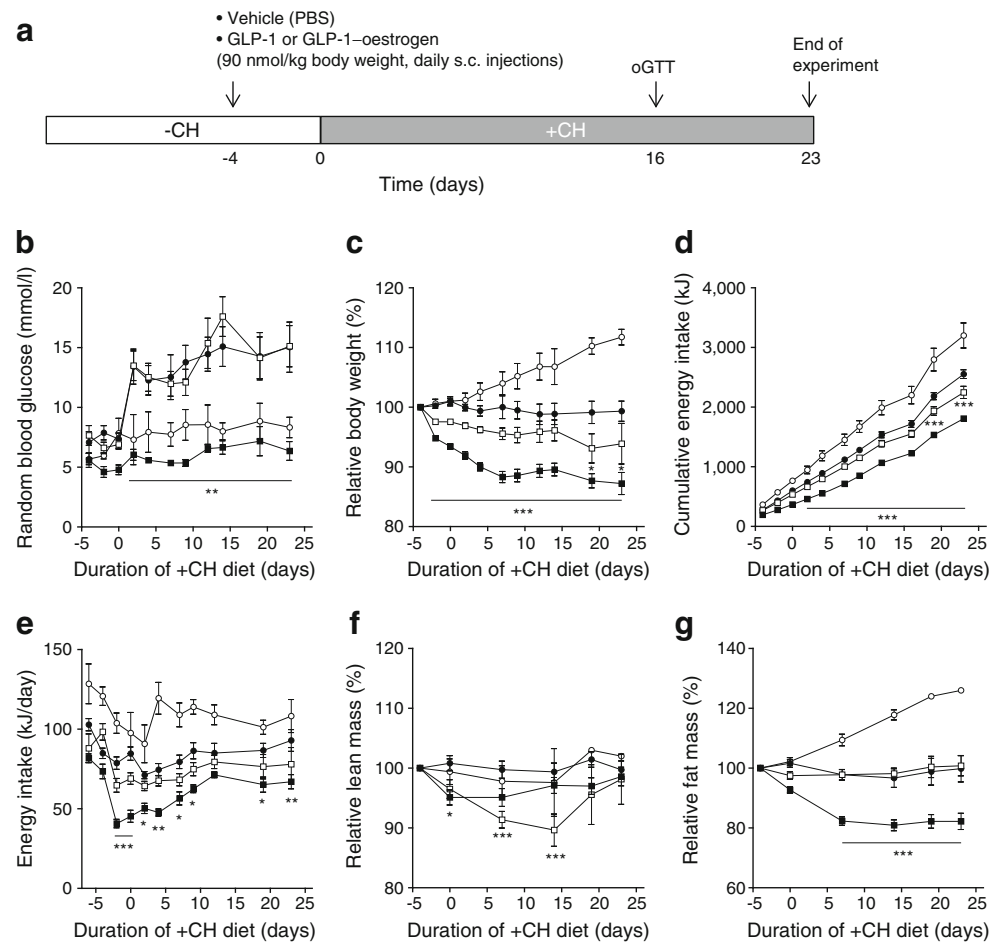 a
• Vehicle (PBS)
• GLP-1 or GLP-1–oestrogen
(90 nmol/kg body weight, daily s.c. injections)
oGTT
End of
experiment
-CH
+CH
-4
0
16
23
Time (days)
b
Random blood glucose (mmol/l)
20
15
10
5
0
**
-5 0 5 10 15 20 25
Duration of +CH diet (days)
c
Relative body weight (%)
120
110
100
90
80
* *
***
-5 0 5 10 15 20 25
Duration of +CH diet (days)
d
Cumulative energy intake (kJ)
4,000
3,000
2,000
1,000
0
***
***
***
-5 0 5 10 15 20 25
Duration of +CH diet (days)
e
Energy intake (kJ/day)
150
100
50
0
***
* ** * * * **
-5 0 5 10 15 20 25
Duration of +CH diet (days)
f
Relative lean mass (%)
120
110
100
90
80
*
***
***
-5 0 5 10 15 20 25
Duration of +CH diet (days)
g
Relative fat mass (%)
140
120
100
80
60
***
-5 0 5 10 15 20 25
Duration of +CH diet (days)